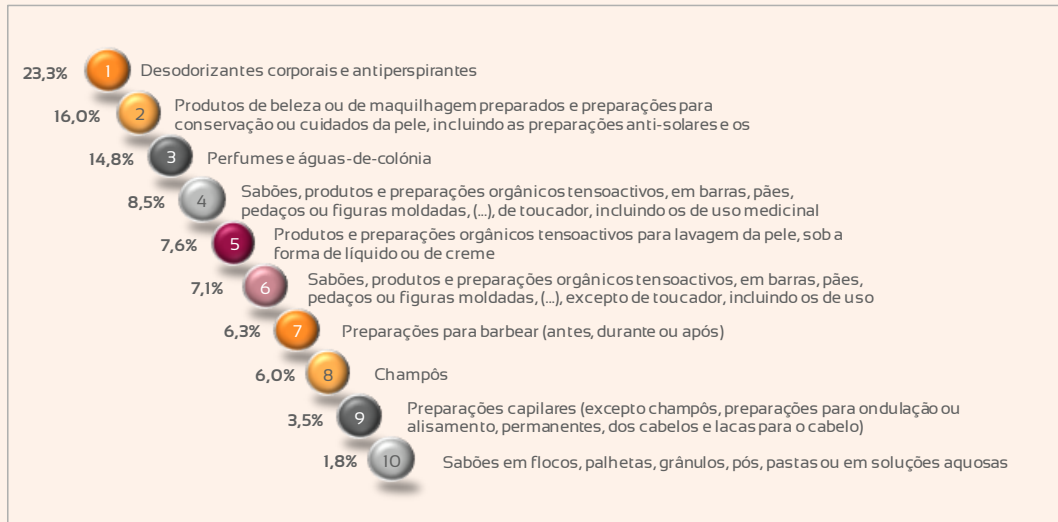 23,3%
1
Desodorizantes corporais e antiperspirantes
16,0%
2
Produtos de beleza ou de maquilhagem preparados e preparações para
conservação ou cuidados da pele, incluindo as preparações anti-solares e os
14,8%
3
Perfumes e águas-de-colónia
8,5%
4
Sabões, produtos e preparações orgânicos tensoactivos, em barras, pães,
pedaços ou figuras moldadas, (...), de toucador, incluindo os de uso medicinal
7,6%
5
Produtos e preparações orgânicos tensoactivos para lavagem da pele, sob a
forma de líquido ou de creme
7,1%
6
Sabões, produtos e preparações orgânicos tensoactivos, em barras, pães,
pedaços ou figuras moldadas, (...), excepto de toucador, incluindo os de uso
6,3%
7
Preparações para barbear (antes, durante ou após)
6,0%
8
Champôs
3,5%
9
Preparações capilares (excepto champôs, preparações para ondulação ou
alisamento, permanentes, dos cabelos e lacas para o cabelo)
1,8%
10
Sabões em flocos, palhetas, grânulos, pós, pastas ou em soluções aquosas